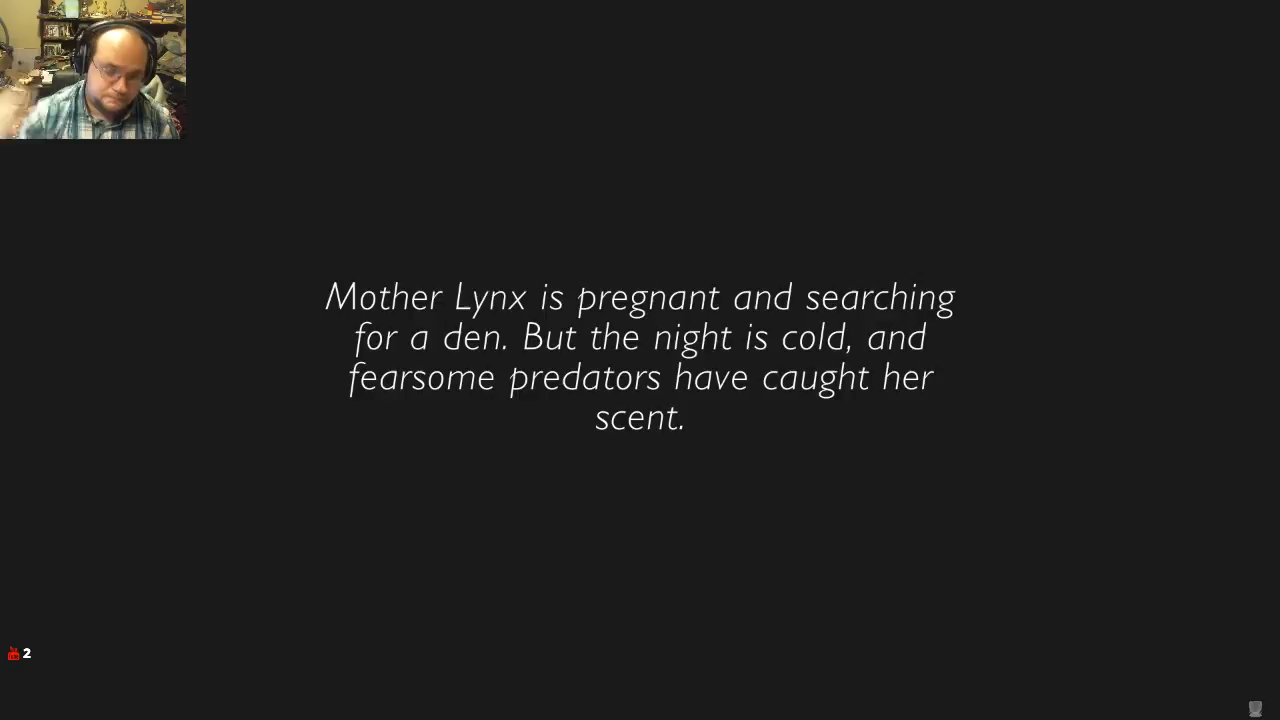 Mother Lynx is pregnant and searching
for a den. But the night is cold, and
fearsome predators have caught her
scent.
2